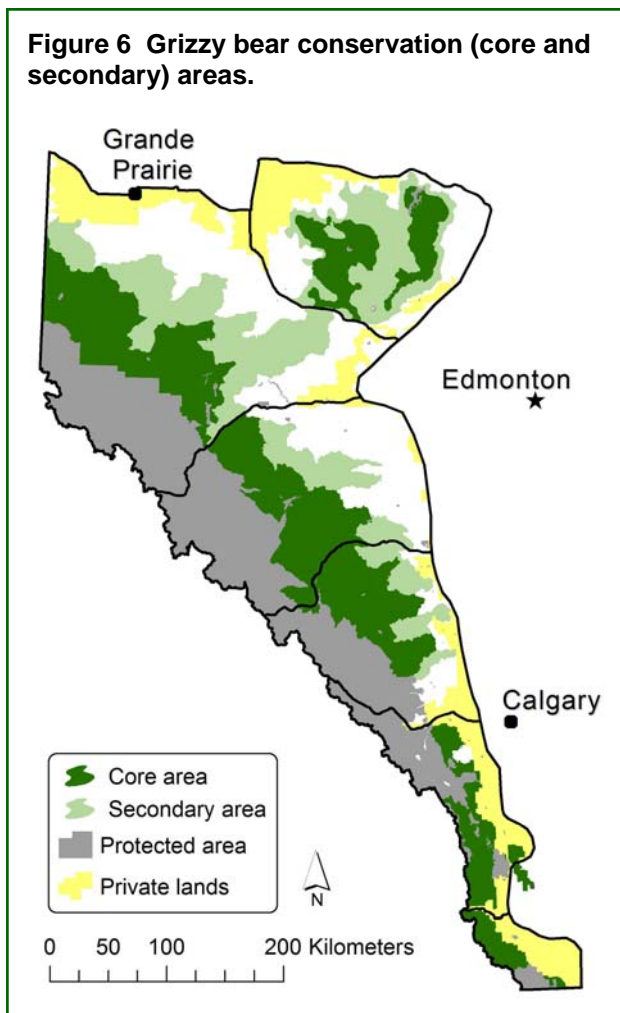 Figure 6  Grizzy bear conservation (core and
secondary) areas.
Grande
Prairie
Edmonton
Calgary
Core area
Secondary area
Protected area
Private lands
N
0 50 100 200 Kilometers